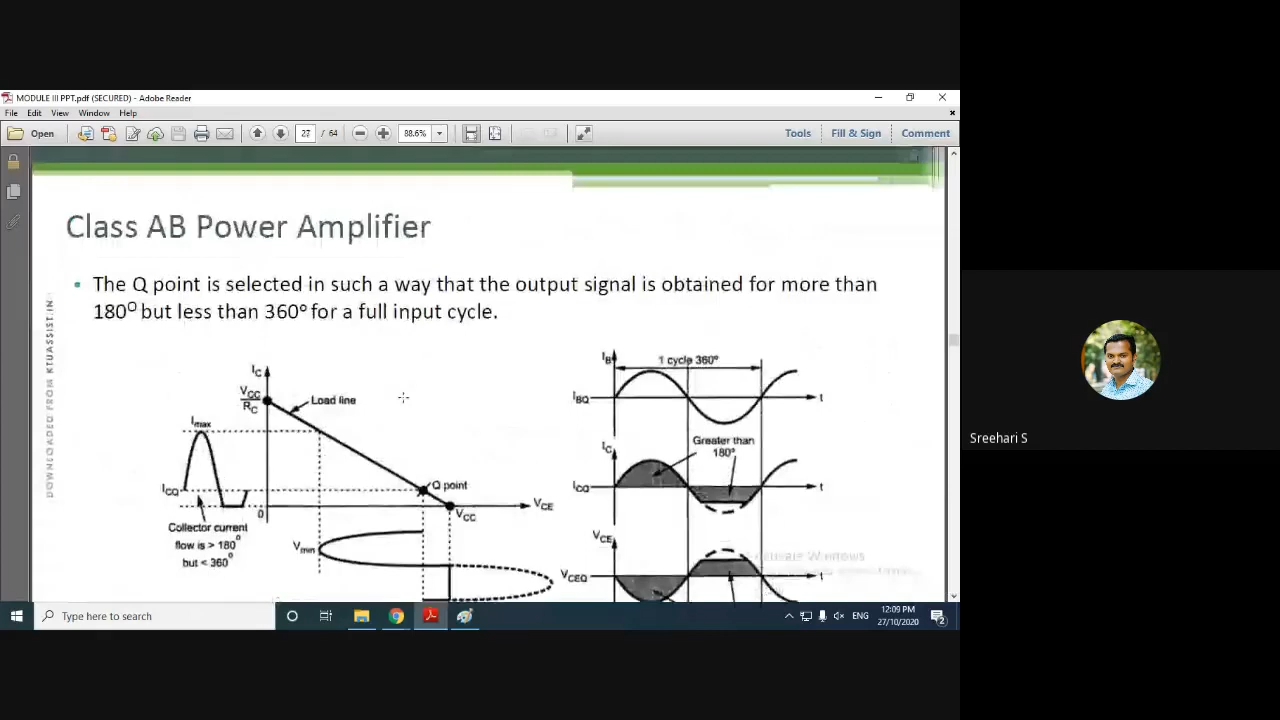 MODULE III PPT.pdf (SECURED) - Adobe Reader
File Edit View Window Help
Open 27 / 64 88.6% Tools Fill & Sign Comment
Class AB Power Amplifier
DOWNLOADED FROM KTUASSIST.IN
• The Q point is selected in such a way that the output signal is obtained for more than
180⁰ but less than 360° for a full input cycle.
IC
VCC
RC
Load line
Imax
ICQ
Q point
0
VCE
VCC
Collector current
flow is > 180°
but < 360°
Vmin
IB
1 cycle 360°
IBQ
t
IC
Greater than
180°
ICQ
t
VCE
VCEQ
t
Windows
Sreehari S
Type here to search
ENG
12:09 PM
27/10/2020
2